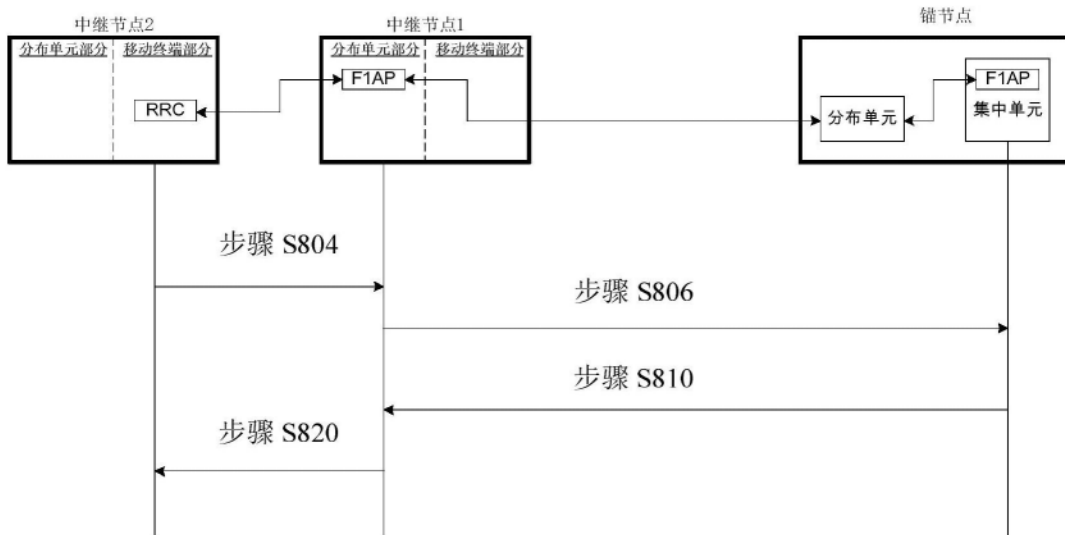 中继节点2
中继节点1
锚节点
分布单元部分
移动终端部分
分布单元部分
移动终端部分
RRC
F1AP
分布单元
F1AP
集中单元
步骤 S804
步骤 S806
步骤 S810
步骤 S820